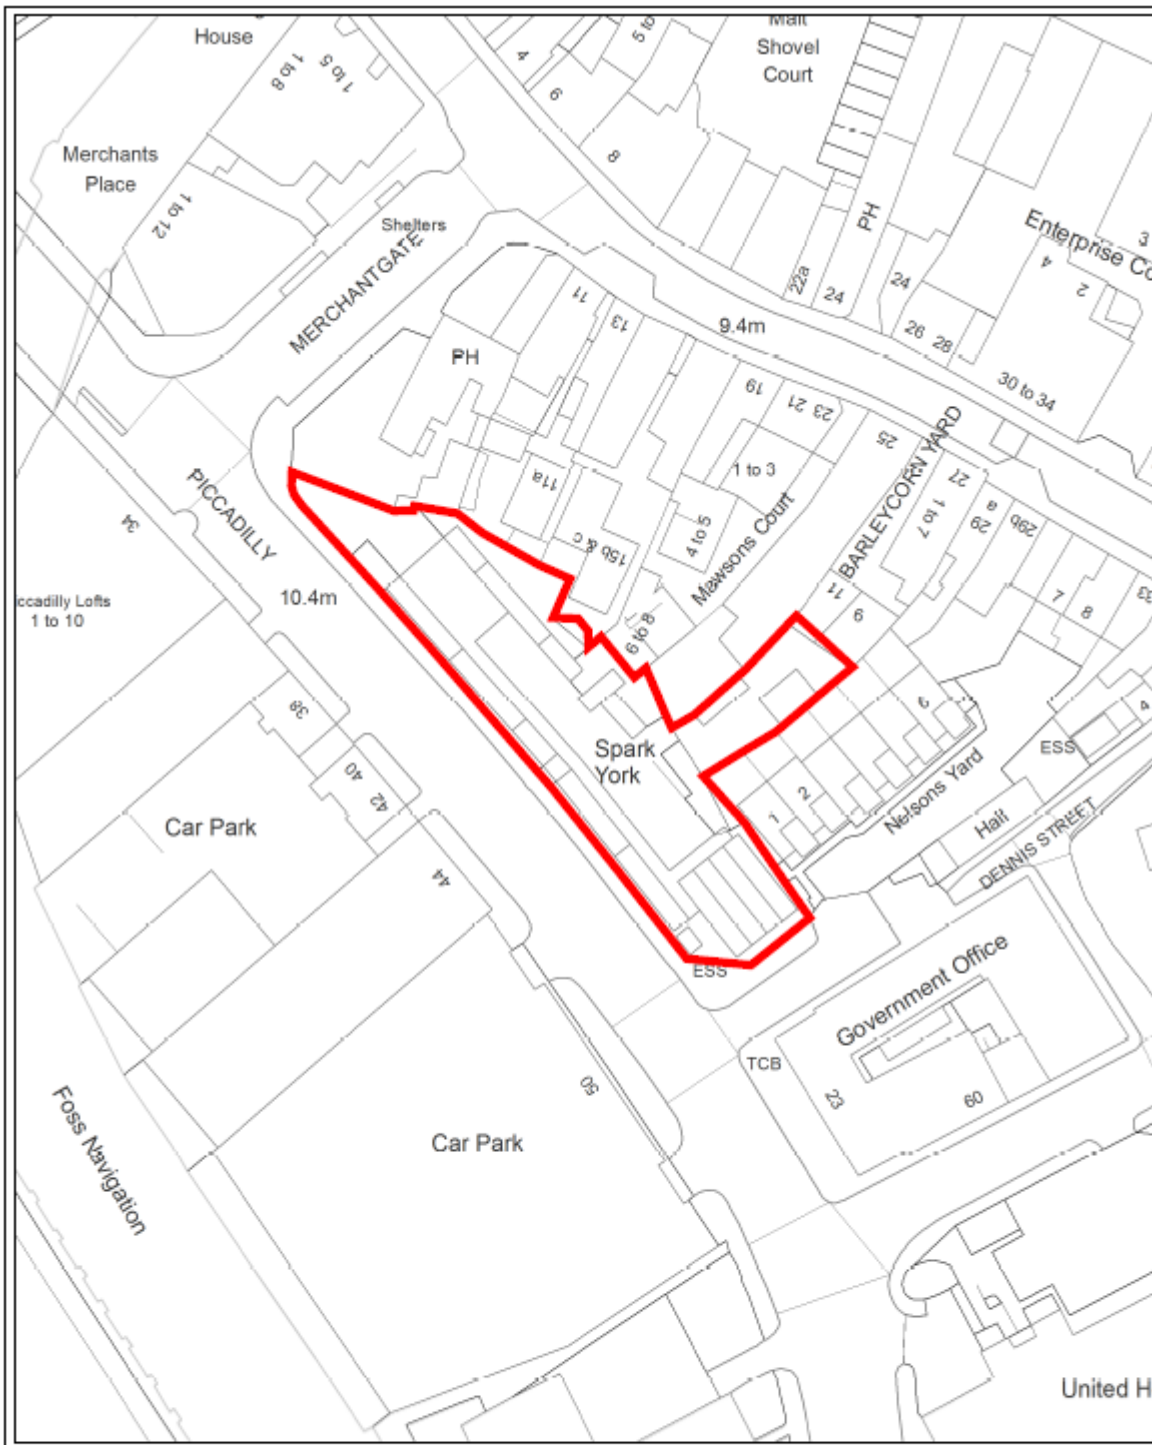 House
1 to 8
1 to 5
4
6
5 to
8
Shovel
Court
Merchants
Place
1 to 12
Shelters
MERCHANTGATE
PH
22a
24
24
26
28
Enterprise Co
3
4
2
30 to 34
9.4m
PH
11
13
19
21
23
25
1 to 3
11a
15b & c
4 to 5
Mawsons Court
6 to 8
BARLEYCORN YARD
27
1 to 7
29
a
29b
7
8
33
11
9
PICCADILLY
34
10.4m
ccadilly Lofts
1 to 10
38
40
42
44
Car Park
Spark
York
1
2
Nelsons Yard
ESS
4
Hall
DENNIS STREET
ESS
Government Office
TCB
23
60
50
Car Park
Foss Navigation
United H